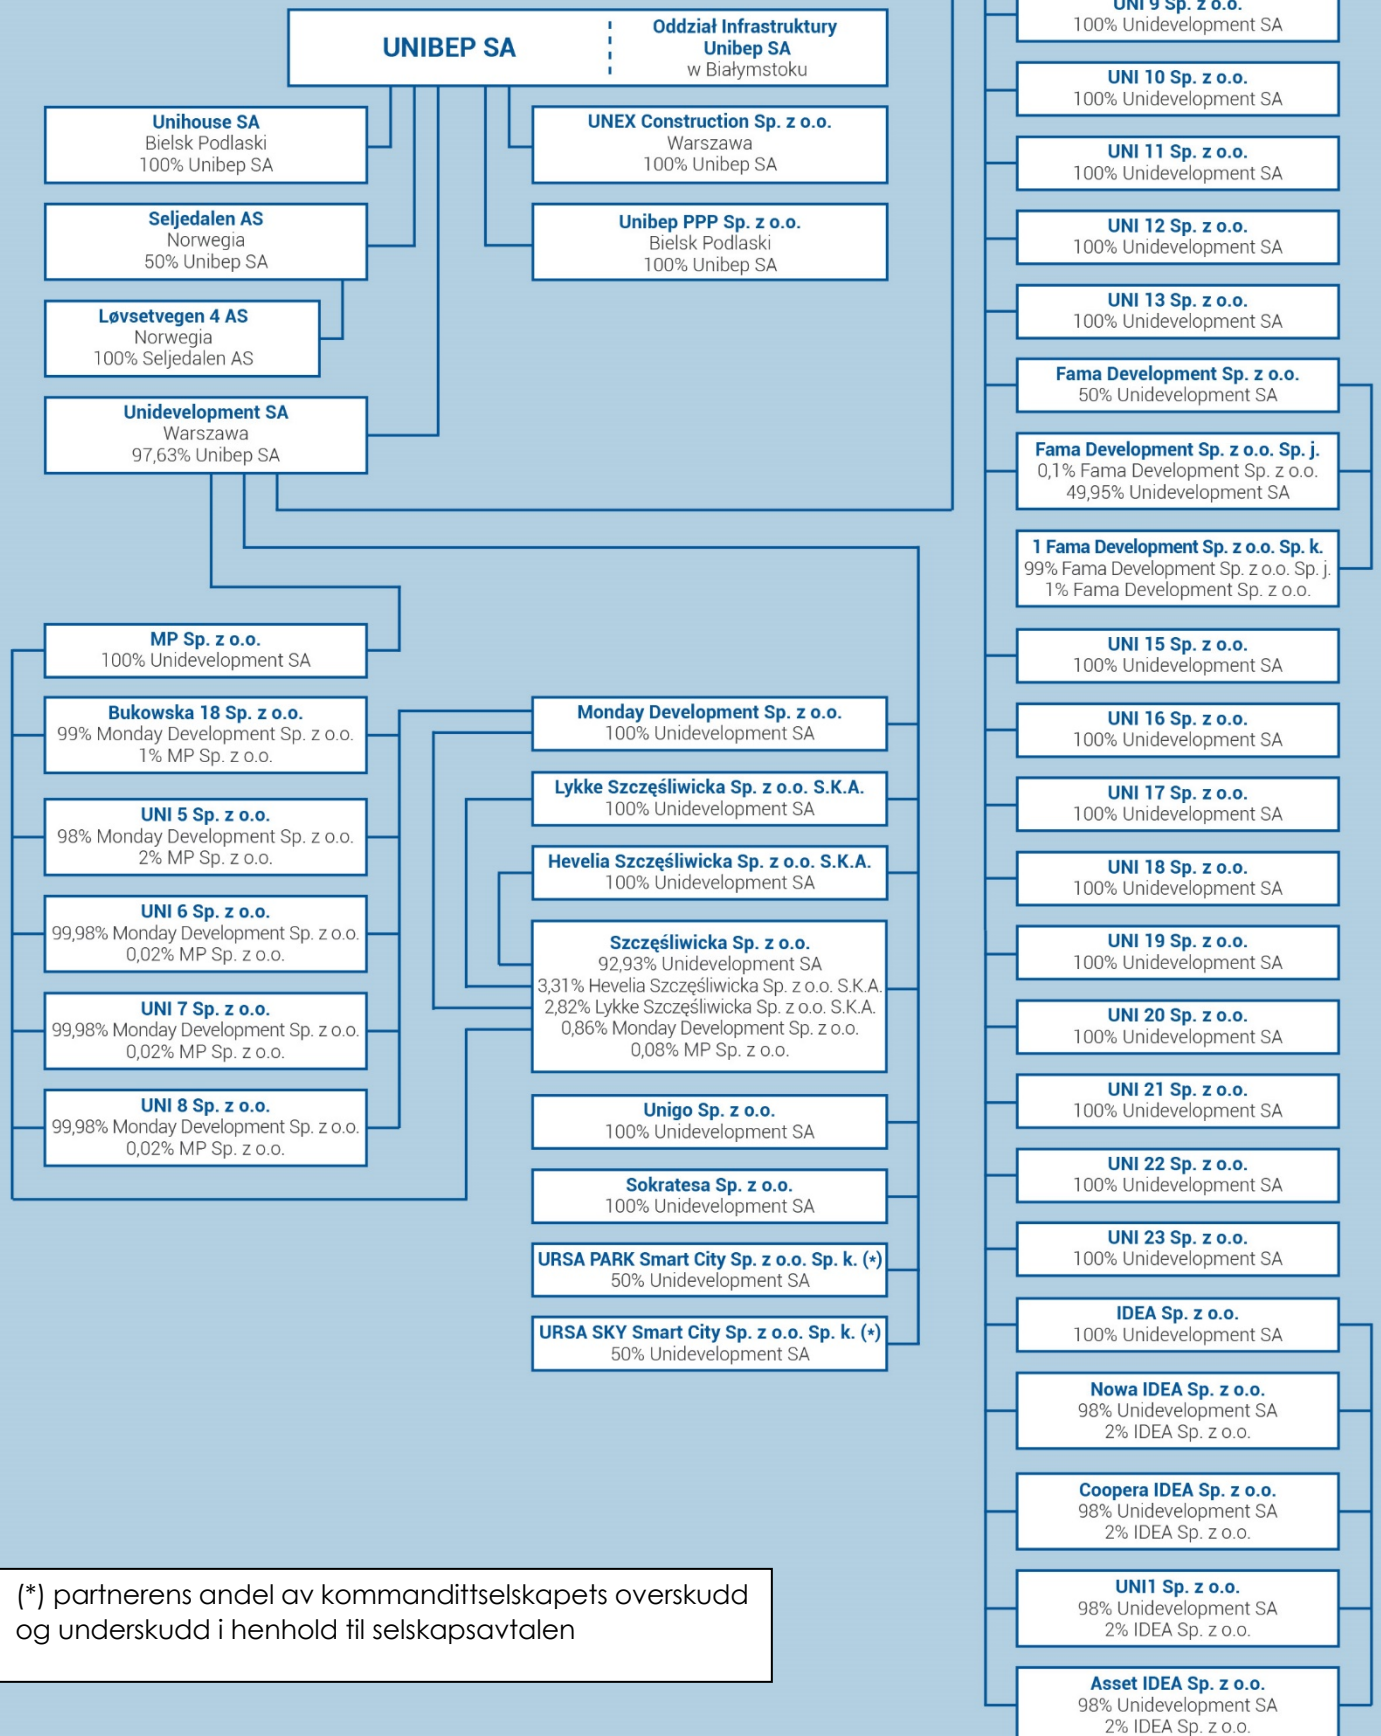 UNIBEP SA
Oddział Infrastruktury
Unibep SA
w Białymstoku
Unihouse SA
Bielsk Podlaski
100% Unibep SA
UNEX Construction Sp. z o.o.
Warszawa
100% Unibep SA
Seljedalen AS
Norwegia
50% Unibep SA
Unibep PPP Sp. z o.o.
Bielsk Podlaski
100% Unibep SA
Løvsetvegen 4 AS
Norwegia
100% Seljedalen AS
Unidevelopment SA
Warszawa
97,63% Unibep SA
MP Sp. z o.o.
100% Unidevelopment SA
Bukowska 18 Sp. z o.o.
99% Monday Development Sp. z o.o.
1% MP Sp. z o.o.
UNI 5 Sp. z o.o.
98% Monday Development Sp. z o.o.
2% MP Sp. z o.o.
UNI 6 Sp. z o.o.
99,98% Monday Development Sp. z o.o.
0,02% MP Sp. z o.o.
UNI 7 Sp. z o.o.
99,98% Monday Development Sp. z o.o.
0,02% MP Sp. z o.o.
UNI 8 Sp. z o.o.
99,98% Monday Development Sp. z o.o.
0,02% MP Sp. z o.o.
Monday Development Sp. z o.o.
100% Unidevelopment SA
Lykke Szczęśliwicka Sp. z o.o. S.K.A.
100% Unidevelopment SA
Hevelia Szczęśliwicka Sp. z o.o. S.K.A.
100% Unidevelopment SA
Szczęśliwicka Sp. z o.o.
92,93% Unidevelopment SA
3,31% Hevelia Szczęśliwicka Sp. z o.o. S.K.A.
2,82% Lykke Szczęśliwicka Sp. z o.o. S.K.A.
0,86% Monday Development Sp. z o.o.
0,08% MP Sp. z o.o.
Unigo Sp. z o.o.
100% Unidevelopment SA
Sokratesa Sp. z o.o.
100% Unidevelopment SA
URSA PARK Smart City Sp. z o.o. Sp. k. (*)
50% Unidevelopment SA
URSA SKY Smart City Sp. z o.o. Sp. k. (*)
50% Unidevelopment SA
UNI 9 Sp. z o.o.
100% Unidevelopment SA
UNI 10 Sp. z o.o.
100% Unidevelopment SA
UNI 11 Sp. z o.o.
100% Unidevelopment SA
UNI 12 Sp. z o.o.
100% Unidevelopment SA
UNI 13 Sp. z o.o.
100% Unidevelopment SA
Fama Development Sp. z o.o.
50% Unidevelopment SA
Fama Development Sp. z o.o. Sp. j.
0,1% Fama Development Sp. z o.o.
49,95% Unidevelopment SA
1 Fama Development Sp. z o.o. Sp. k.
99% Fama Development Sp. z o.o. Sp. j.
1% Fama Development Sp. z o.o.
UNI 15 Sp. z o.o.
100% Unidevelopment SA
UNI 16 Sp. z o.o.
100% Unidevelopment SA
UNI 17 Sp. z o.o.
100% Unidevelopment SA
UNI 18 Sp. z o.o.
100% Unidevelopment SA
UNI 19 Sp. z o.o.
100% Unidevelopment SA
UNI 20 Sp. z o.o.
100% Unidevelopment SA
UNI 21 Sp. z o.o.
100% Unidevelopment SA
UNI 22 Sp. z o.o.
100% Unidevelopment SA
UNI 23 Sp. z o.o.
100% Unidevelopment SA
IDEA Sp. z o.o.
100% Unidevelopment SA
Nowa IDEA Sp. z o.o.
98% Unidevelopment SA
2% IDEA Sp. z o.o.
Coopera IDEA Sp. z o.o.
98% Unidevelopment SA
2% IDEA Sp. z o.o.
UNI1 Sp. z o.o.
98% Unidevelopment SA
2% IDEA Sp. z o.o.
Asset IDEA Sp. z o.o.
98% Unidevelopment SA
2% IDEA Sp. z o.o.
(*) partnerens andel av kommandittselskapets overskudd
og underskudd i henhold til selskapsavtalen